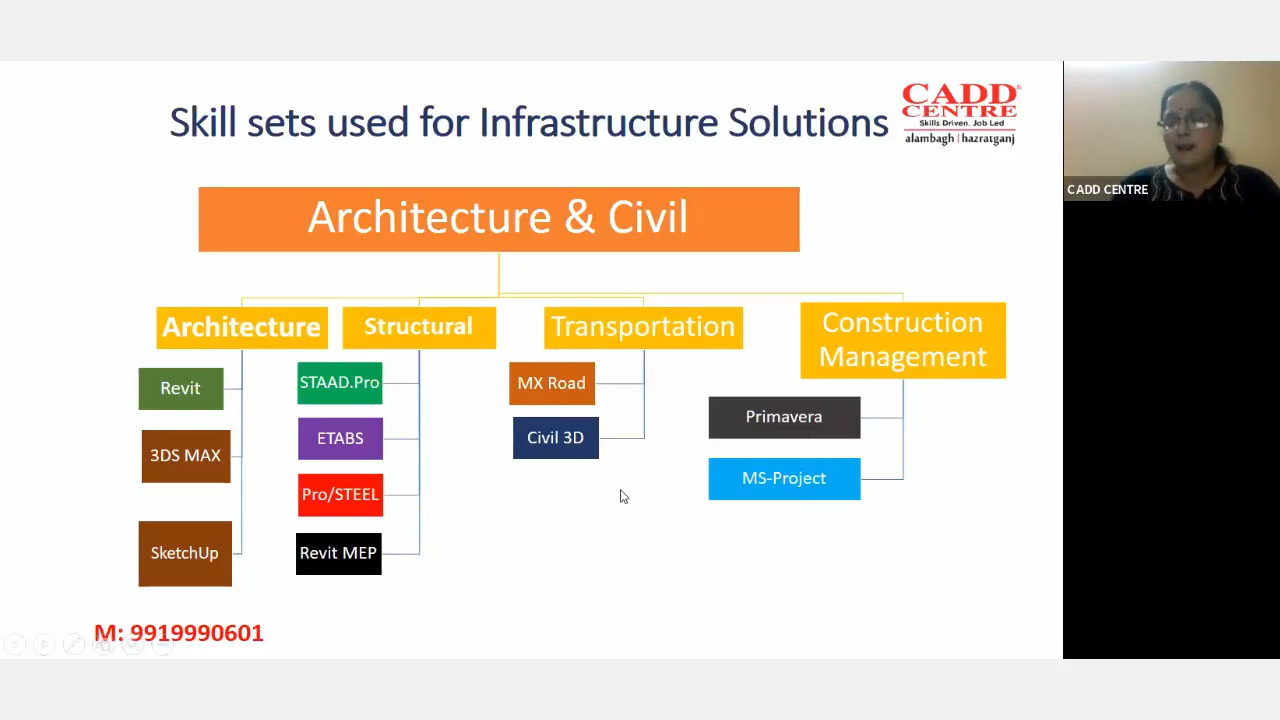 Skill sets used for Infrastructure Solutions
CADD
CENTRE
Skills Driven. Job Led
alambagh | hazratganj
CADD CENTRE
Architecture & Civil
Architecture
Structural
Transportation
Construction
Management
Revit
3DS MAX
SketchUp
STAAD.Pro
ETABS
Pro/STEEL
Revit MEP
MX Road
Civil 3D
Primavera
MS-Project
M: 9919990601